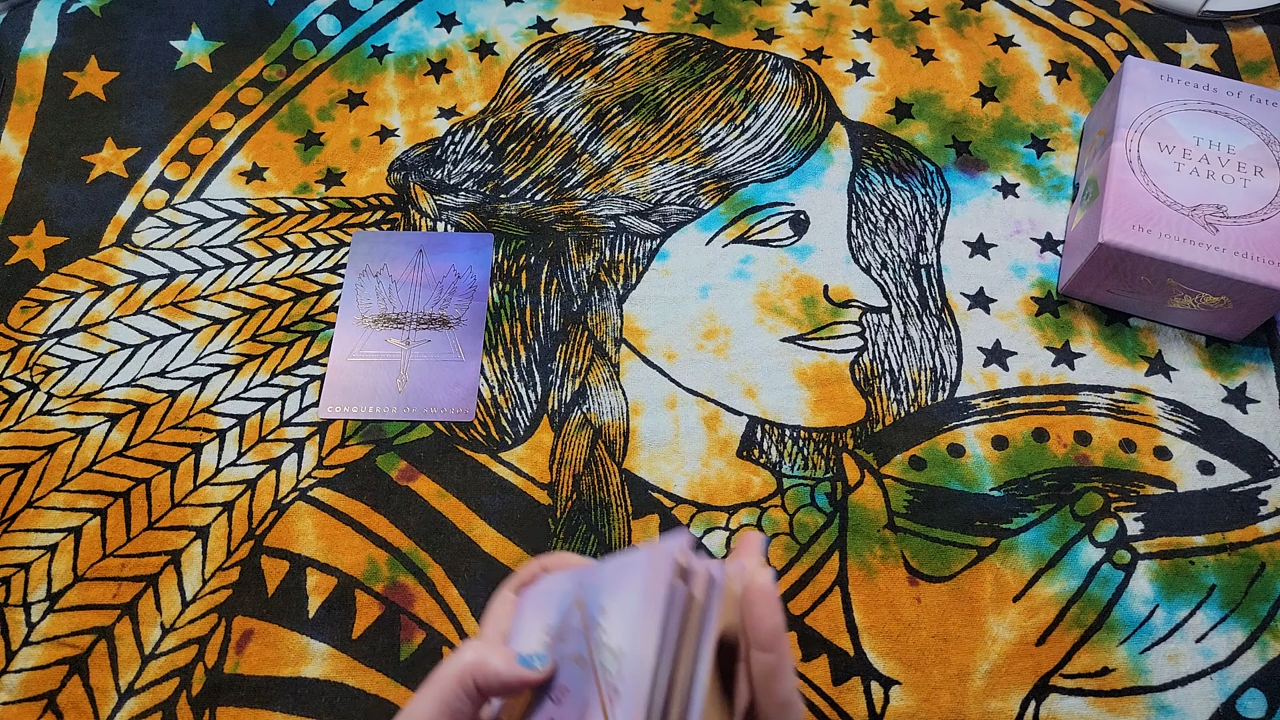 threads of fate
THE
WEAVER
TAROT
the journeyer edition
CONQUEROR OF SWORDS